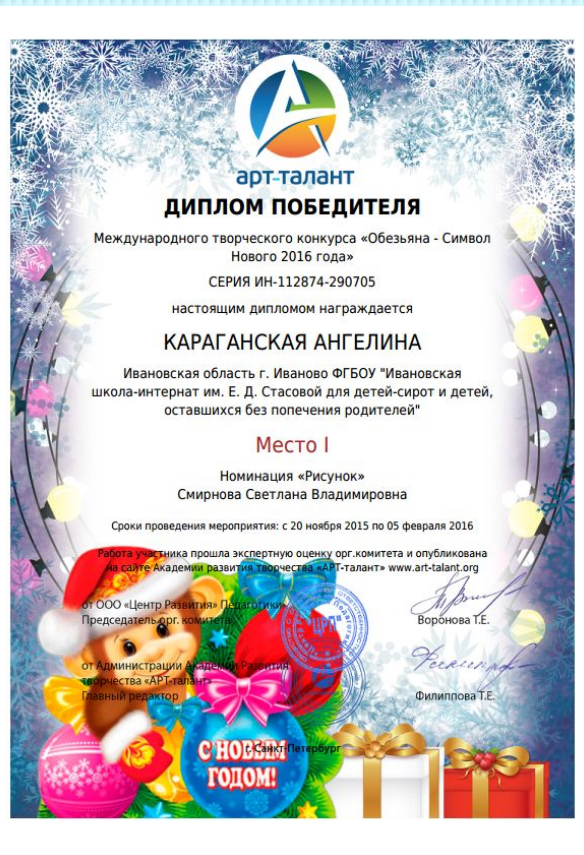 арт-талант
ДИПЛОМ ПОБЕДИТЕЛЯ
Международного творческого конкурса «Обезьяна - Символ
Нового 2016 года»
СЕРИЯ ИН-112874-290705
настоящим дипломом награждается
КАРАГАНСКАЯ АНГЕЛИНА
Ивановская область г. Иваново ФГБОУ "Ивановская
школа-интернат им. Е. Д. Стасовой для детей-сирот и детей,
оставшихся без попечения родителей"
Место I
Номинация «Рисунок»
Смирнова Светлана Владимировна
Сроки проведения мероприятия: с 20 ноября 2015 по 05 февраля 2016
Работа участника прошла экспертную оценку орг.комитета и опубликована
на сайте Академии развития творчества «АРТ-талант» www.art-talant.org
от ООО «Центр Развития Педагогики»
Председатель орг. комитета
Воронова Т.Е.
"ЦРП"
от Администрации Академии Развития
творчества «АРТ-талант»
Главный редактор
Филиппова Т.Е.
г. Санкт-Петербург
С НОВЫМ
ГОДОМ!